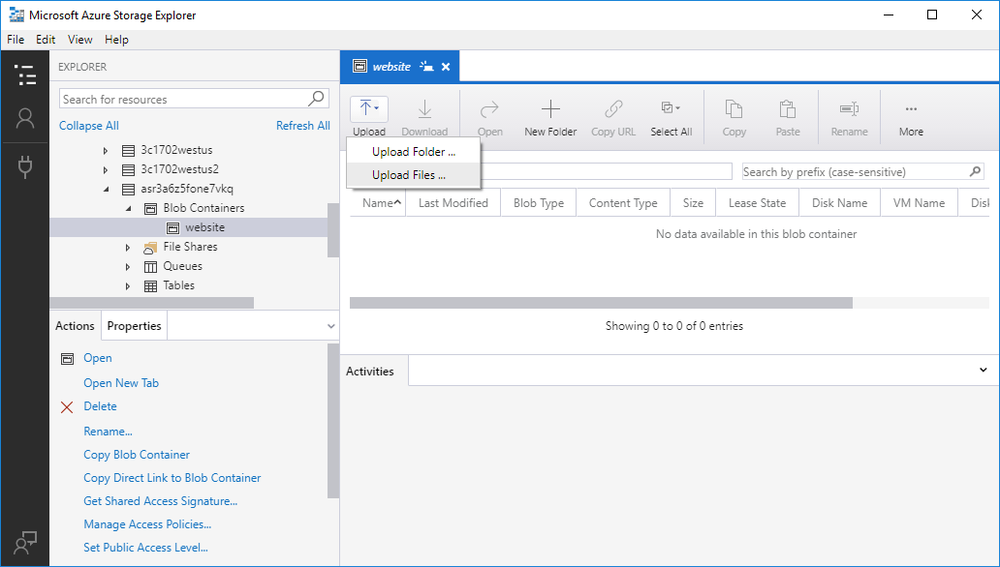 Microsoft Azure Storage Explorer
File Edit View Help
EXPLORER
Search for resources
Collapse All Refresh All
3c1702westus
3c1702westus2
asr3a6z5fone7vkq
Blob Containers
website
File Shares
Queues
Tables
Actions Properties
Open
Open New Tab
Delete
Rename...
Copy Blob Container
Copy Direct Link to Blob Container
Get Shared Access Signature...
Manage Access Policies...
Set Public Access Level...
website
Upload Download Open New Folder Copy URL Select All Copy Paste Rename More
Upload Folder ...
Upload Files ...
Search by prefix (case-sensitive)
Name Last Modified Blob Type Content Type Size Lease State Disk Name VM Name Disk
No data available in this blob container
Showing 0 to 0 of 0 entries
Activities